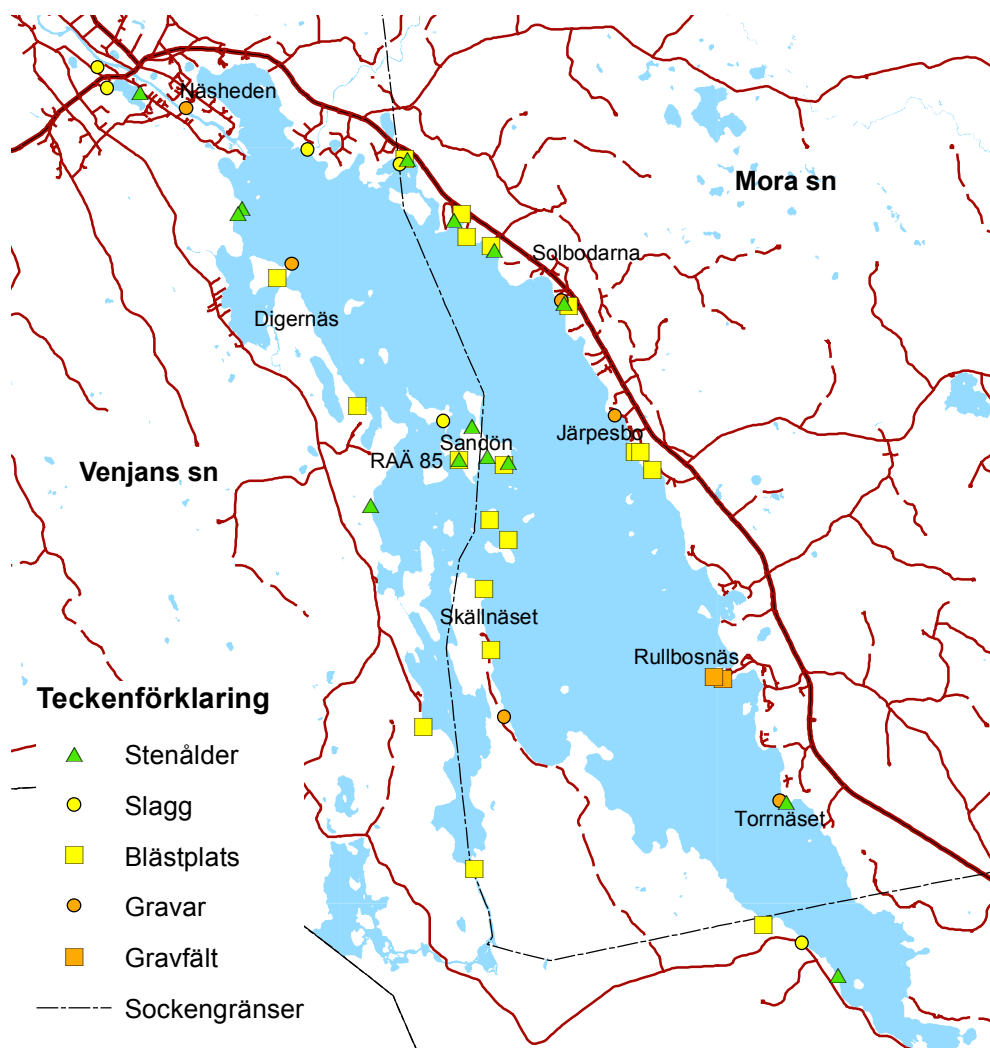 Näsheden
Mora sn
Solbodarna
Digernäs
Järpesbo
Sandön
RAÄ 85
Venjans sn
Skällnäset
Rullbosnäs
Torrnäset
Teckenförklaring
Stenålder
Slagg
Blästplats
Gravar
Gravfält
Sockengränser